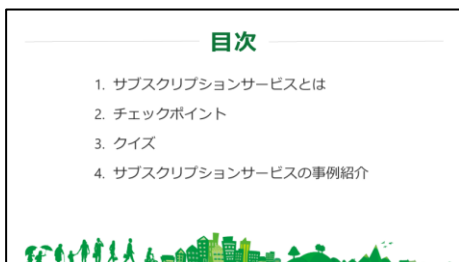 目次
1. サブスクリプションサービスとは
2. チェックポイント
3. クイズ
4. サブスクリプションサービスの事例紹介